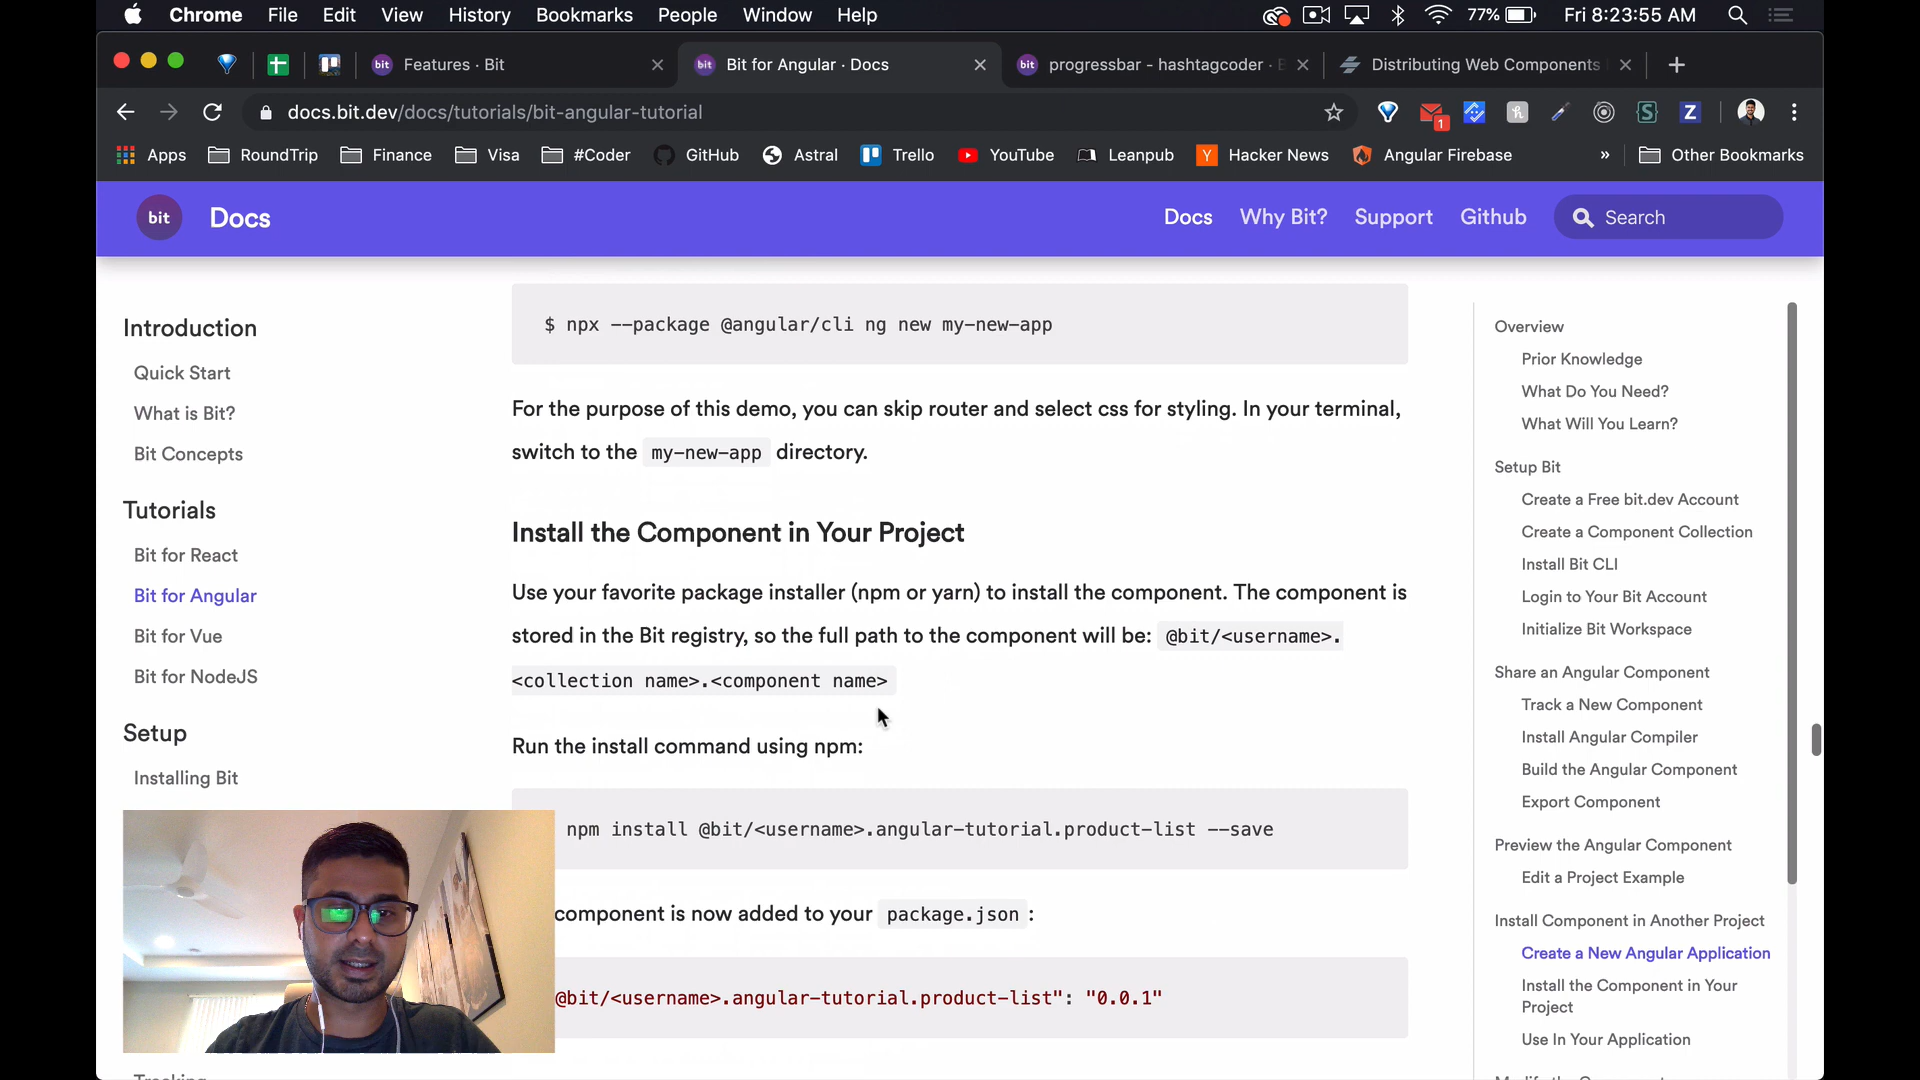 Chrome File Edit View History Bookmarks People Window Help 77% Fri 8:23:55 AM
bit Features · Bit bit Bit for Angular · Docs bit progressbar - hashtagcoder · Distributing Web Components
docs.bit.dev/docs/tutorials/bit-angular-tutorial 1 h S Z
Apps RoundTrip Finance Visa #Coder GitHub Astral Trello YouTube Leanpub Y Hacker News Angular Firebase » Other Bookmarks
bit Docs Docs Why Bit? Support Github Search
Introduction
Quick Start
What is Bit?
Bit Concepts
Tutorials
Bit for React
Bit for Angular
Bit for Vue
Bit for NodeJS
Setup
Installing Bit
$ npx --package @angular/cli ng new my-new-app
For the purpose of this demo, you can skip router and select css for styling. In your terminal,
switch to the my-new-app directory.
Install the Component in Your Project
Use your favorite package installer (npm or yarn) to install the component. The component is
stored in the Bit registry, so the full path to the component will be: @bit/<username>.
<collection name>.<component name>
Run the install command using npm:
npm install @bit/<username>.angular-tutorial.product-list --save
component is now added to your package.json :
@bit/<username>.angular-tutorial.product-list": "0.0.1"
Overview
Prior Knowledge
What Do You Need?
What Will You Learn?
Setup Bit
Create a Free bit.dev Account
Create a Component Collection
Install Bit CLI
Login to Your Bit Account
Initialize Bit Workspace
Share an Angular Component
Track a New Component
Install Angular Compiler
Build the Angular Component
Export Component
Preview the Angular Component
Edit a Project Example
Install Component in Another Project
Create a New Angular Application
Install the Component in Your
Project
Use In Your Application